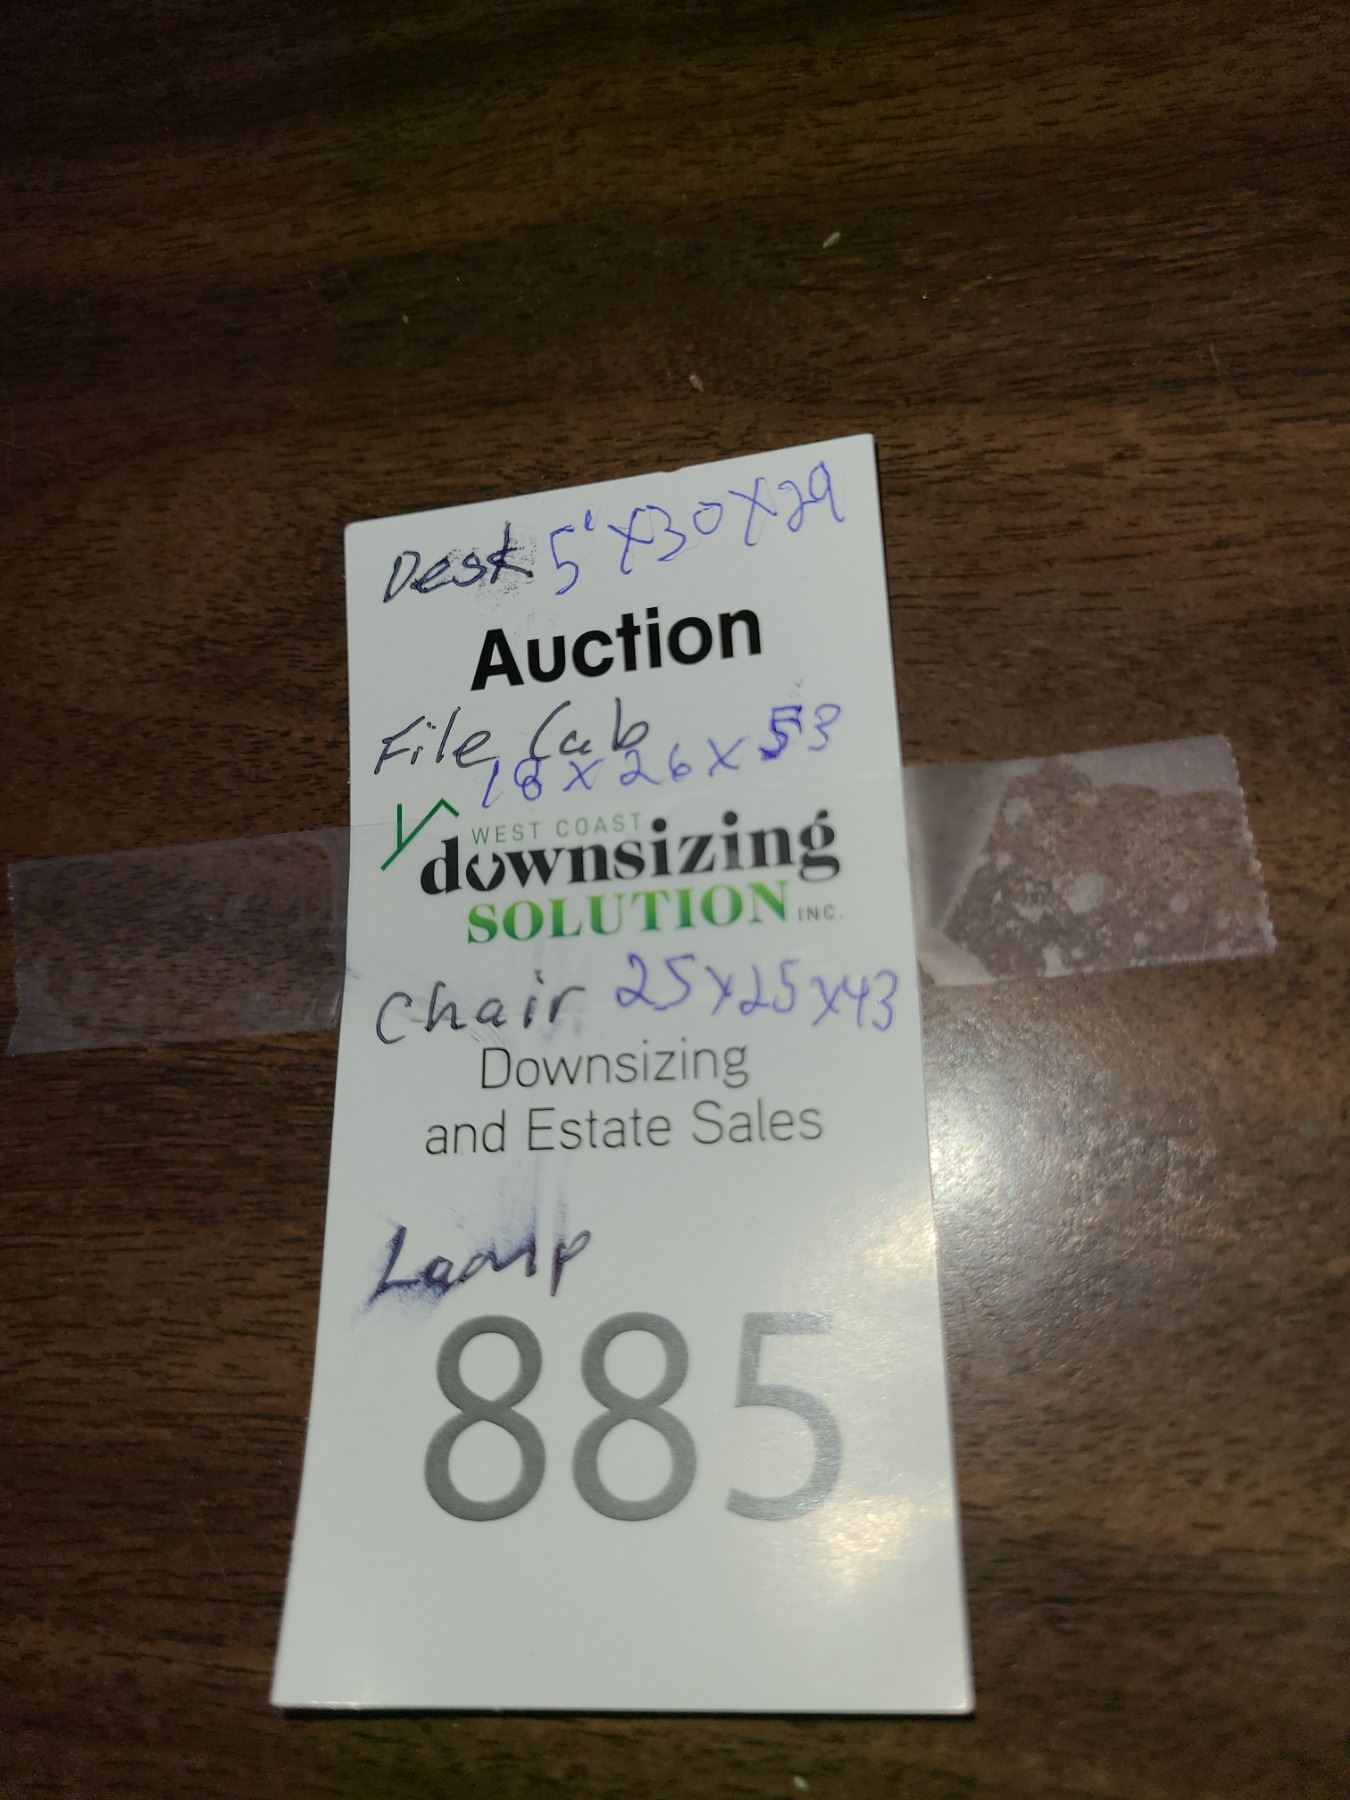 Desk 5' X30X29
Auction
File Cab
18x26x53
WEST COAST
downsizing
SOLUTION INC.
Chair 25x25x43
Downsizing
and Estate Sales
Lamp
885